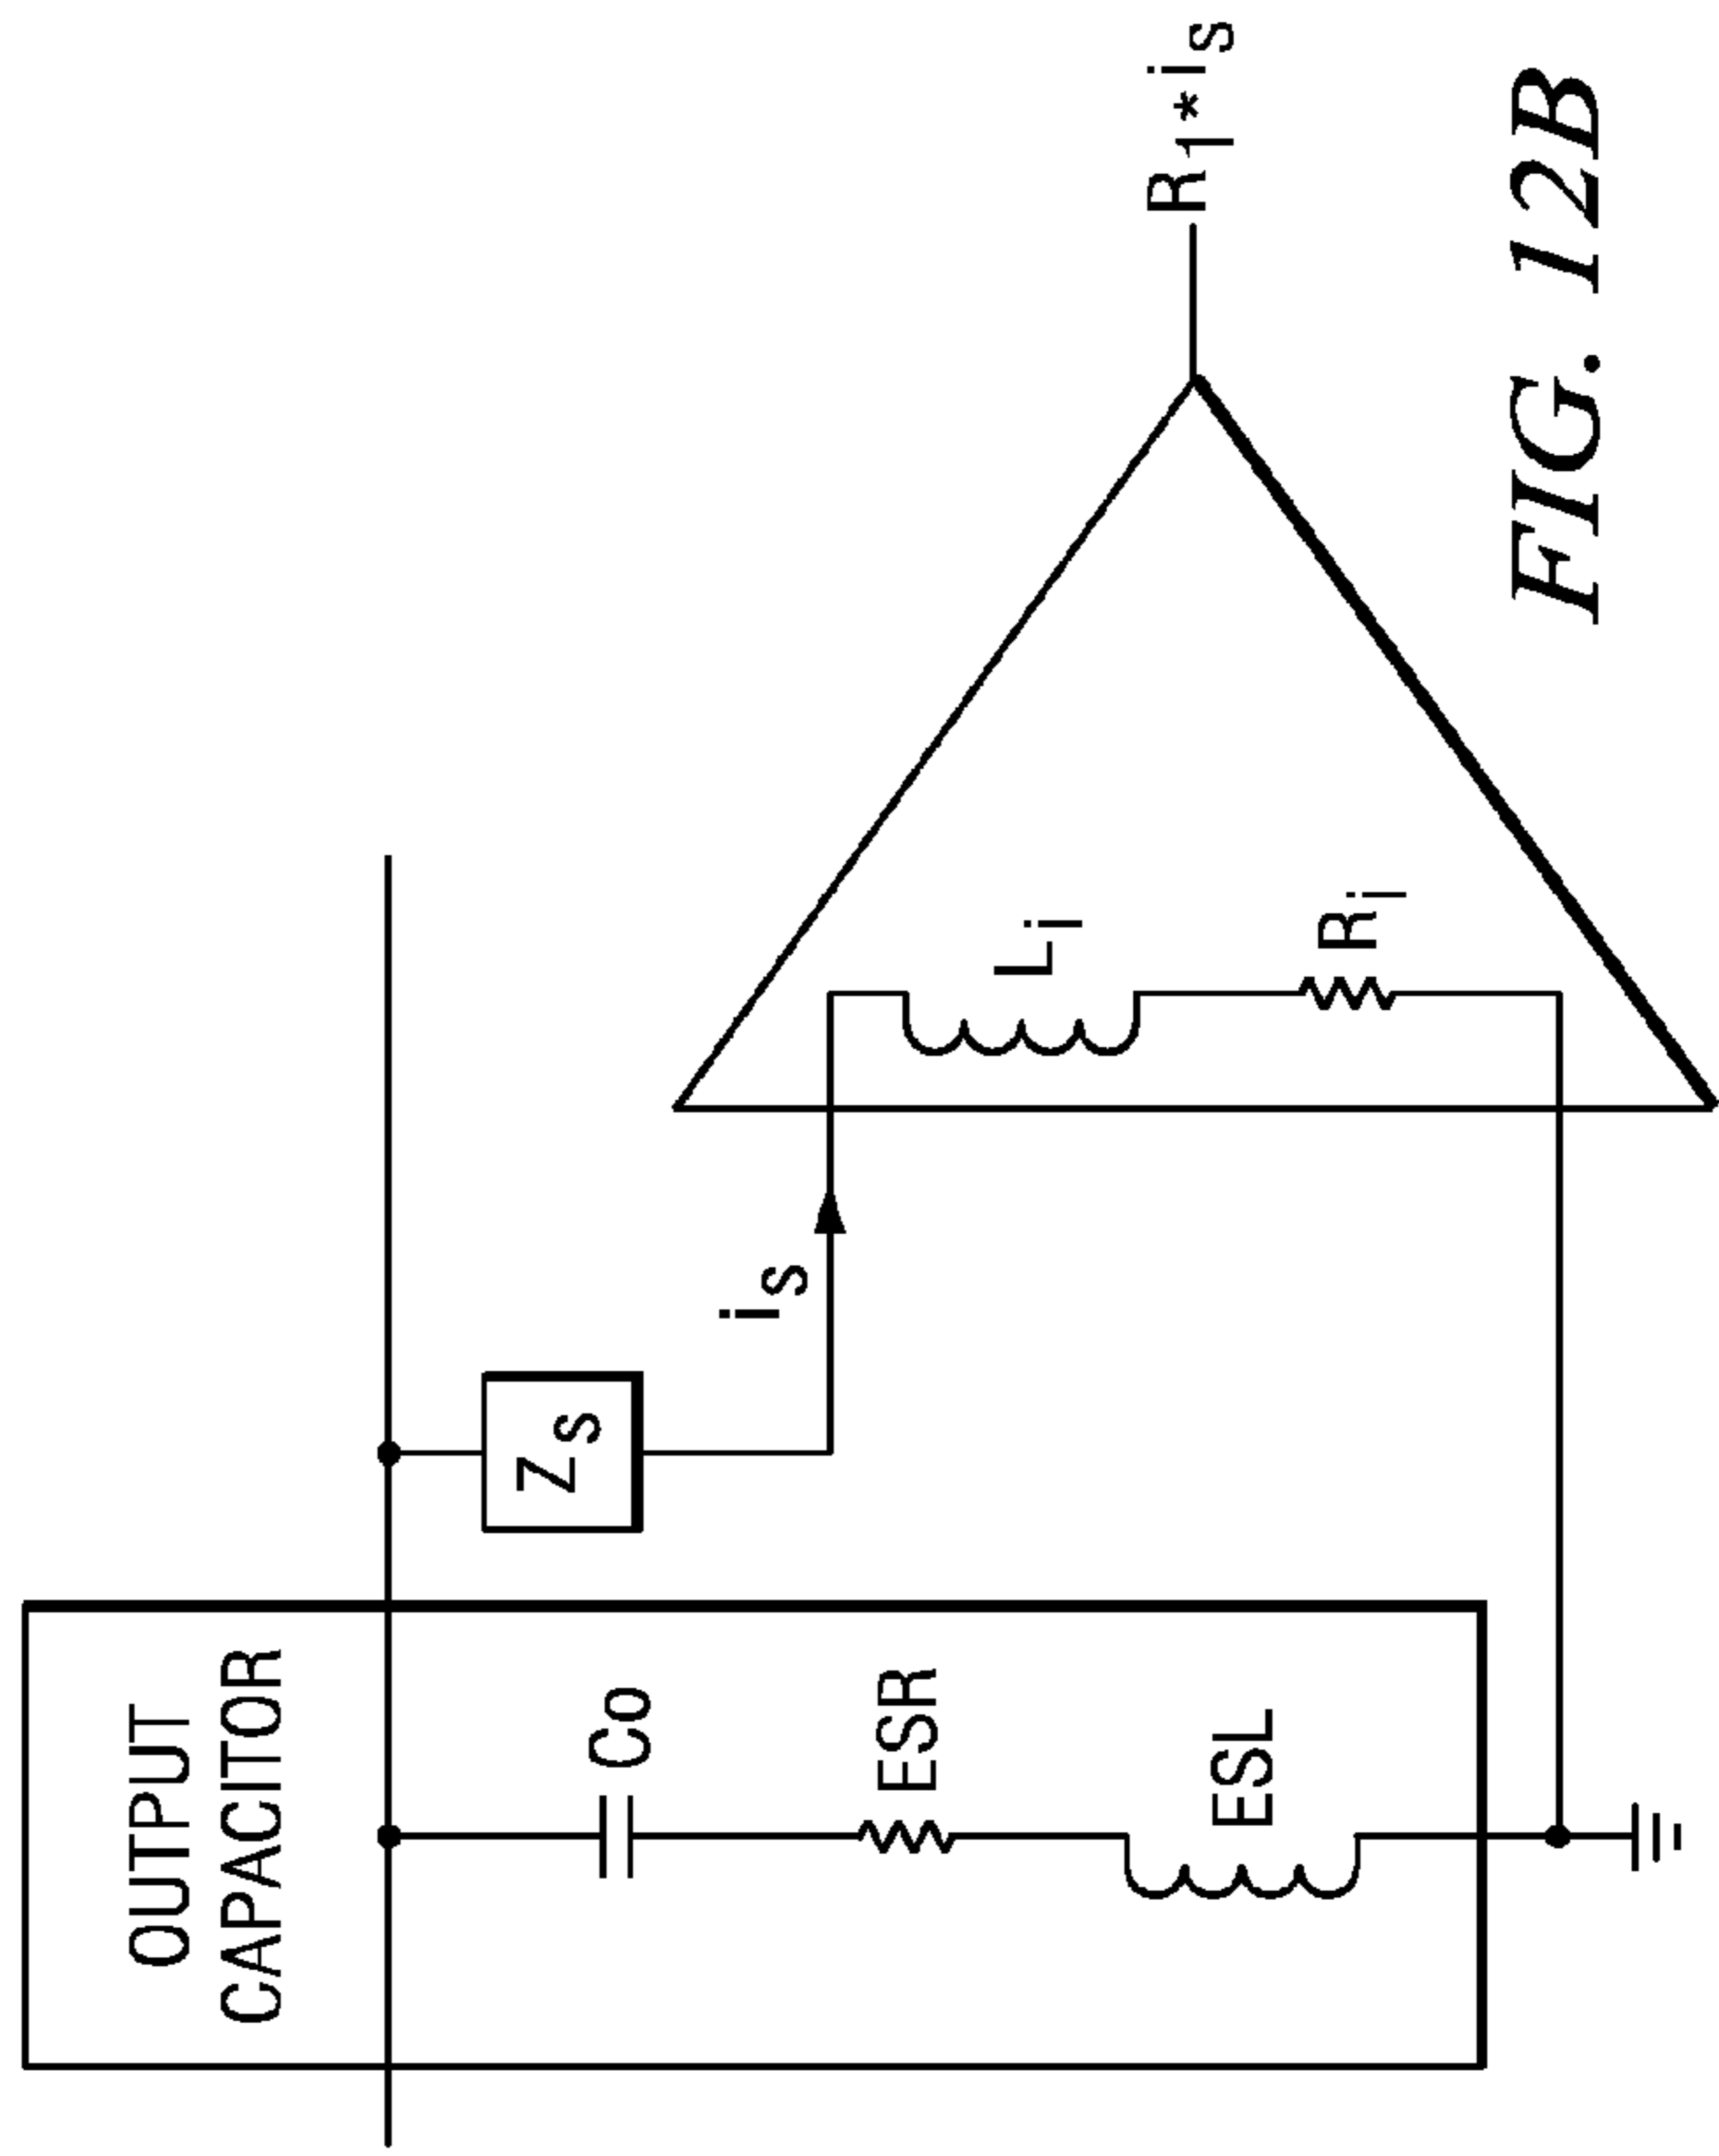 OUTPUT
CAPACITOR
Co
ESR
ESL
Zs
is
Li
Ri
R1*is
FIG. 12B